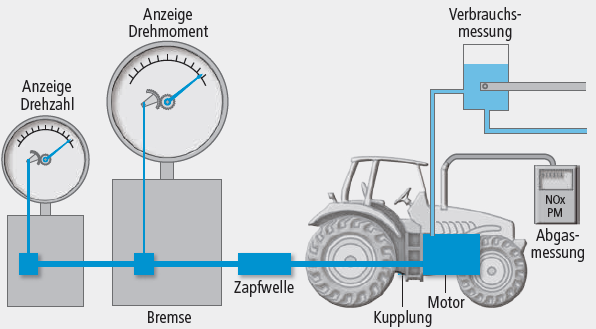 Anzeige
Drehmoment
Verbrauchs-
messung
Anzeige
Drehzahl
NOx
PM
Abgas-
messung
Zapfwelle
Motor
Kupplung
Bremse